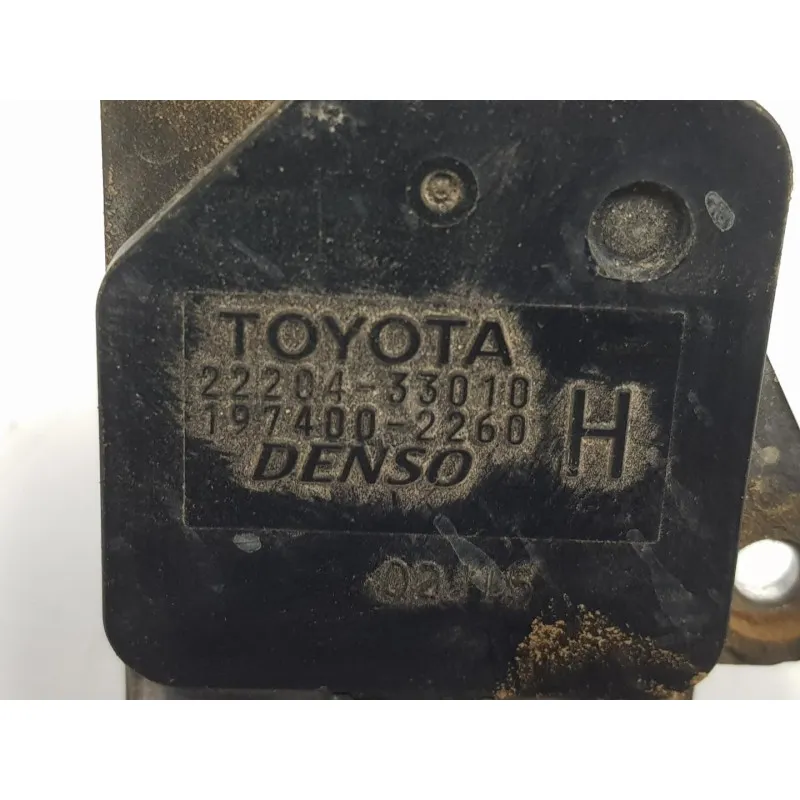 TOYOTA
22204-33010
197400-2260
H
DENSO